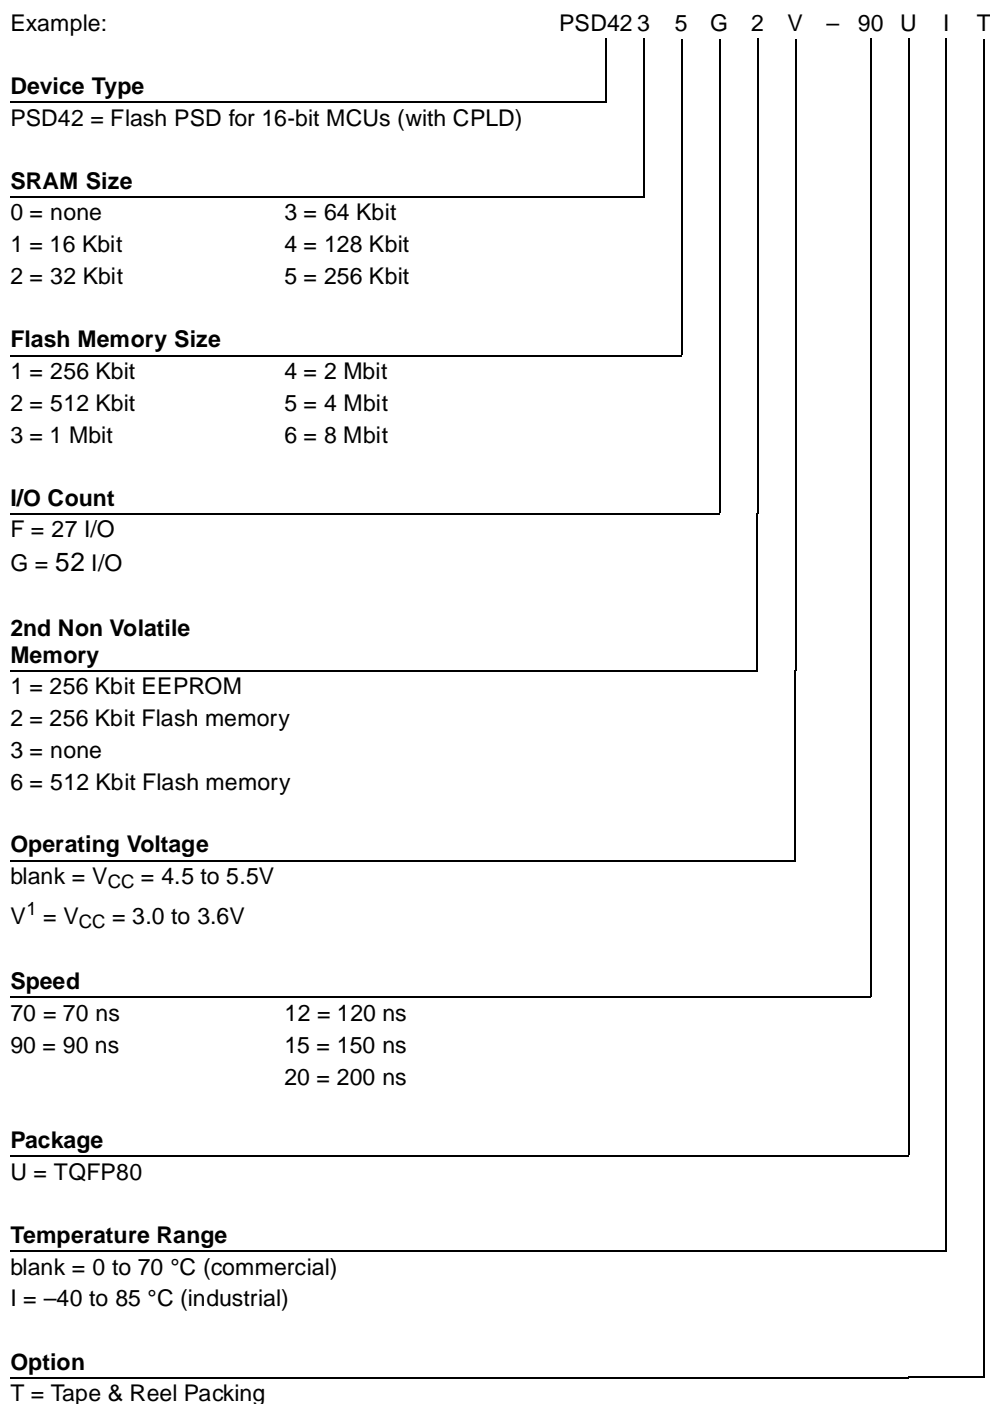 Example: PSD42 3 5 G 2 V – 90 U I T
Device Type
PSD42 = Flash PSD for 16-bit MCUs (with CPLD)
SRAM Size
0 = none 3 = 64 Kbit
1 = 16 Kbit 4 = 128 Kbit
2 = 32 Kbit 5 = 256 Kbit
Flash Memory Size
1 = 256 Kbit 4 = 2 Mbit
2 = 512 Kbit 5 = 4 Mbit
3 = 1 Mbit 6 = 8 Mbit
I/O Count
F = 27 I/O
G = 52 I/O
2nd Non Volatile
Memory
1 = 256 Kbit EEPROM
2 = 256 Kbit Flash memory
3 = none
6 = 512 Kbit Flash memory
Operating Voltage
blank = VCC = 4.5 to 5.5V
V1 = VCC = 3.0 to 3.6V
Speed
70 = 70 ns 12 = 120 ns
90 = 90 ns 15 = 150 ns
20 = 200 ns
Package
U = TQFP80
Temperature Range
blank = 0 to 70 °C (commercial)
I = –40 to 85 °C (industrial)
Option
T = Tape & Reel Packing